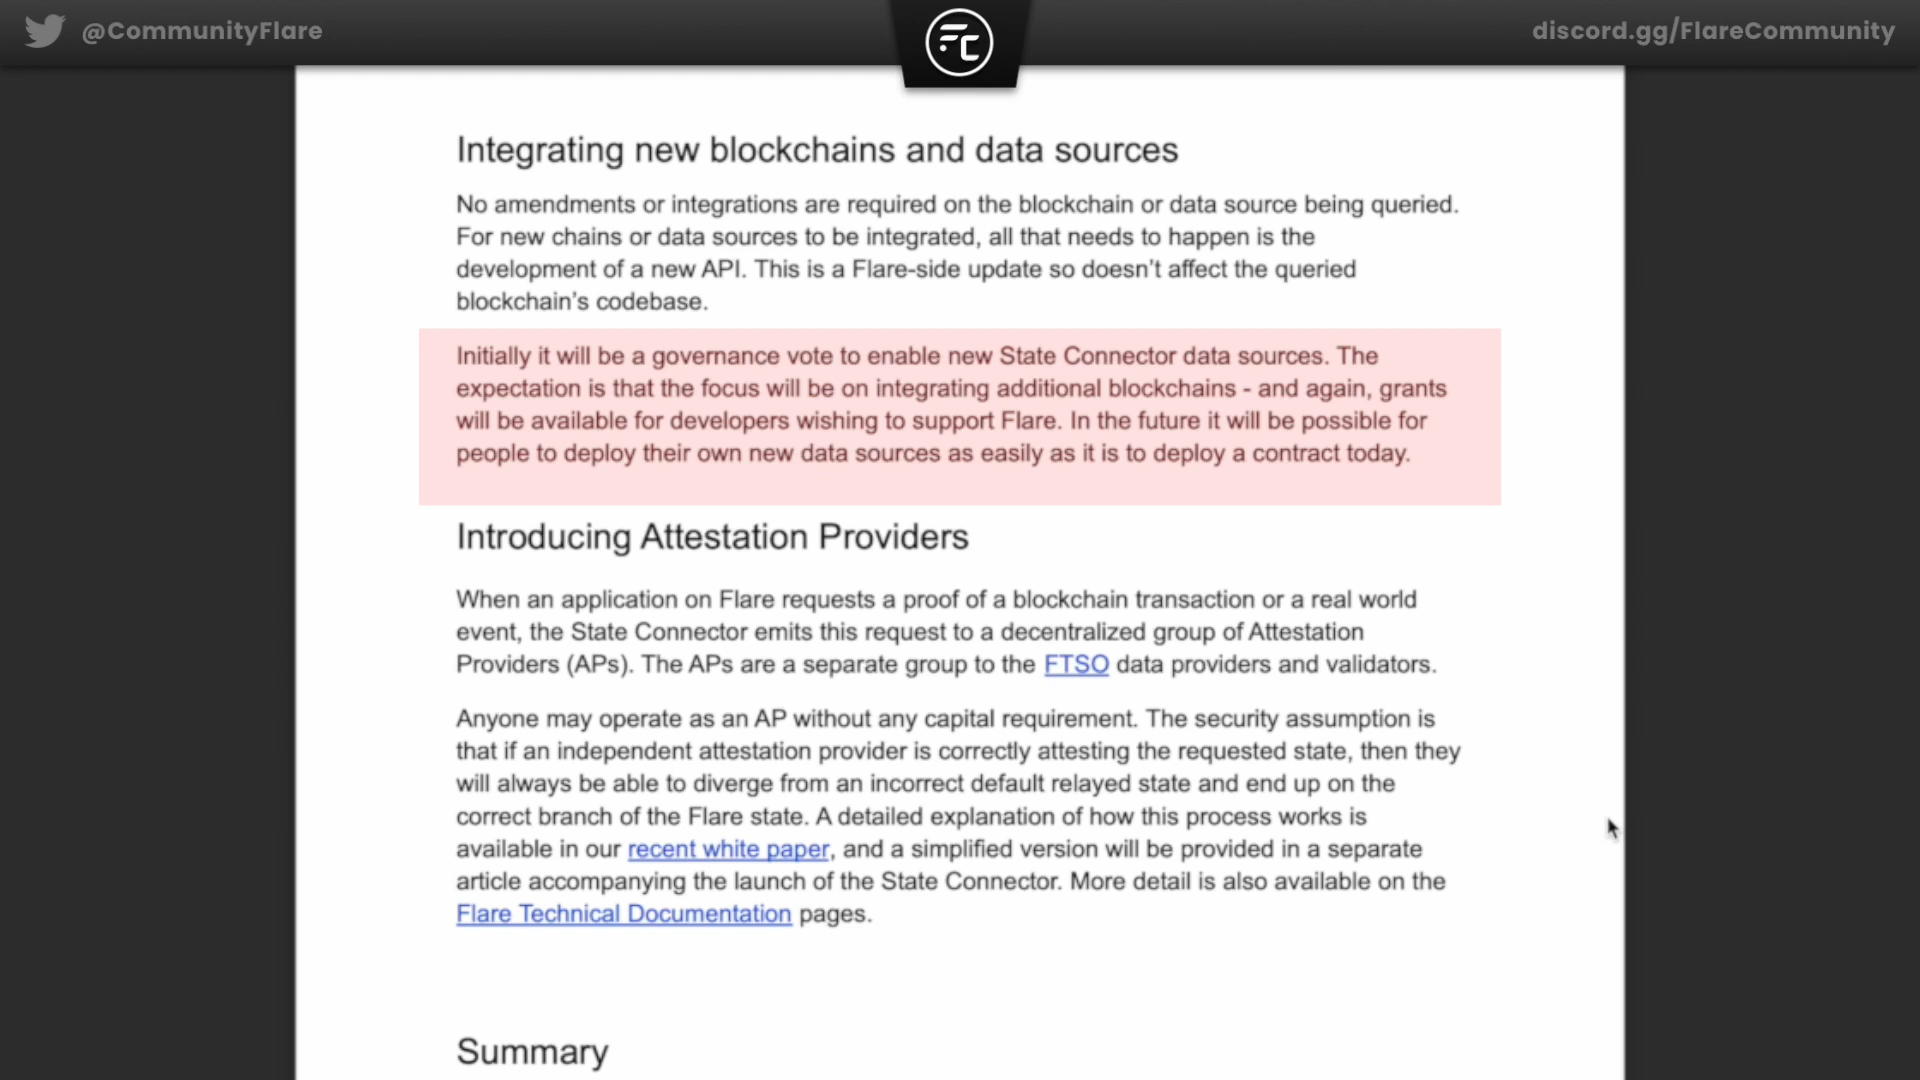 @CommunityFlare
FC
discord.gg/FlareCommunity
Integrating new blockchains and data sources
No amendments or integrations are required on the blockchain or data source being queried.
For new chains or data sources to be integrated, all that needs to happen is the
development of a new API. This is a Flare-side update so doesn't affect the queried
blockchain's codebase.
Initially it will be a governance vote to enable new State Connector data sources. The
expectation is that the focus will be on integrating additional blockchains - and again, grants
will be available for developers wishing to support Flare. In the future it will be possible for
people to deploy their own new data sources as easily as it is to deploy a contract today.
Introducing Attestation Providers
When an application on Flare requests a proof of a blockchain transaction or a real world
event, the State Connector emits this request to a decentralized group of Attestation
Providers (APs). The APs are a separate group to the FTSO data providers and validators.
Anyone may operate as an AP without any capital requirement. The security assumption is
that if an independent attestation provider is correctly attesting the requested state, then they
will always be able to diverge from an incorrect default relayed state and end up on the
correct branch of the Flare state. A detailed explanation of how this process works is
available in our recent white paper, and a simplified version will be provided in a separate
article accompanying the launch of the State Connector. More detail is also available on the
Flare Technical Documentation pages.
Summary